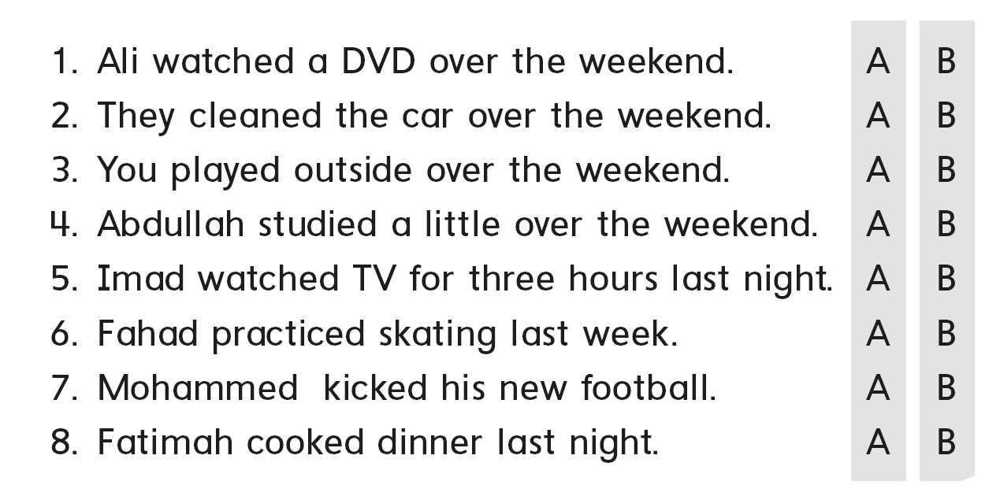 1. Ali watched a DVD over the weekend. A B
2. They cleaned the car over the weekend. A B
3. You played outside over the weekend. A B
4. Abdullah studied a little over the weekend. A B
5. Imad watched TV for three hours last night. A B
6. Fahad practiced skating last week. A B
7. Mohammed kicked his new football. A B
8. Fatimah cooked dinner last night. A B